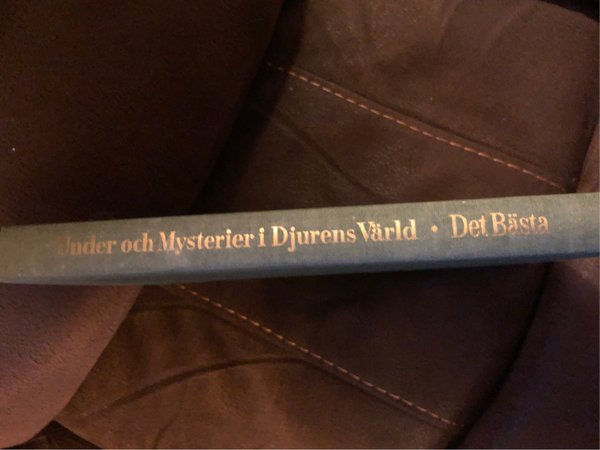 Under och Mysterier i Djurens Värld • Det Bästa